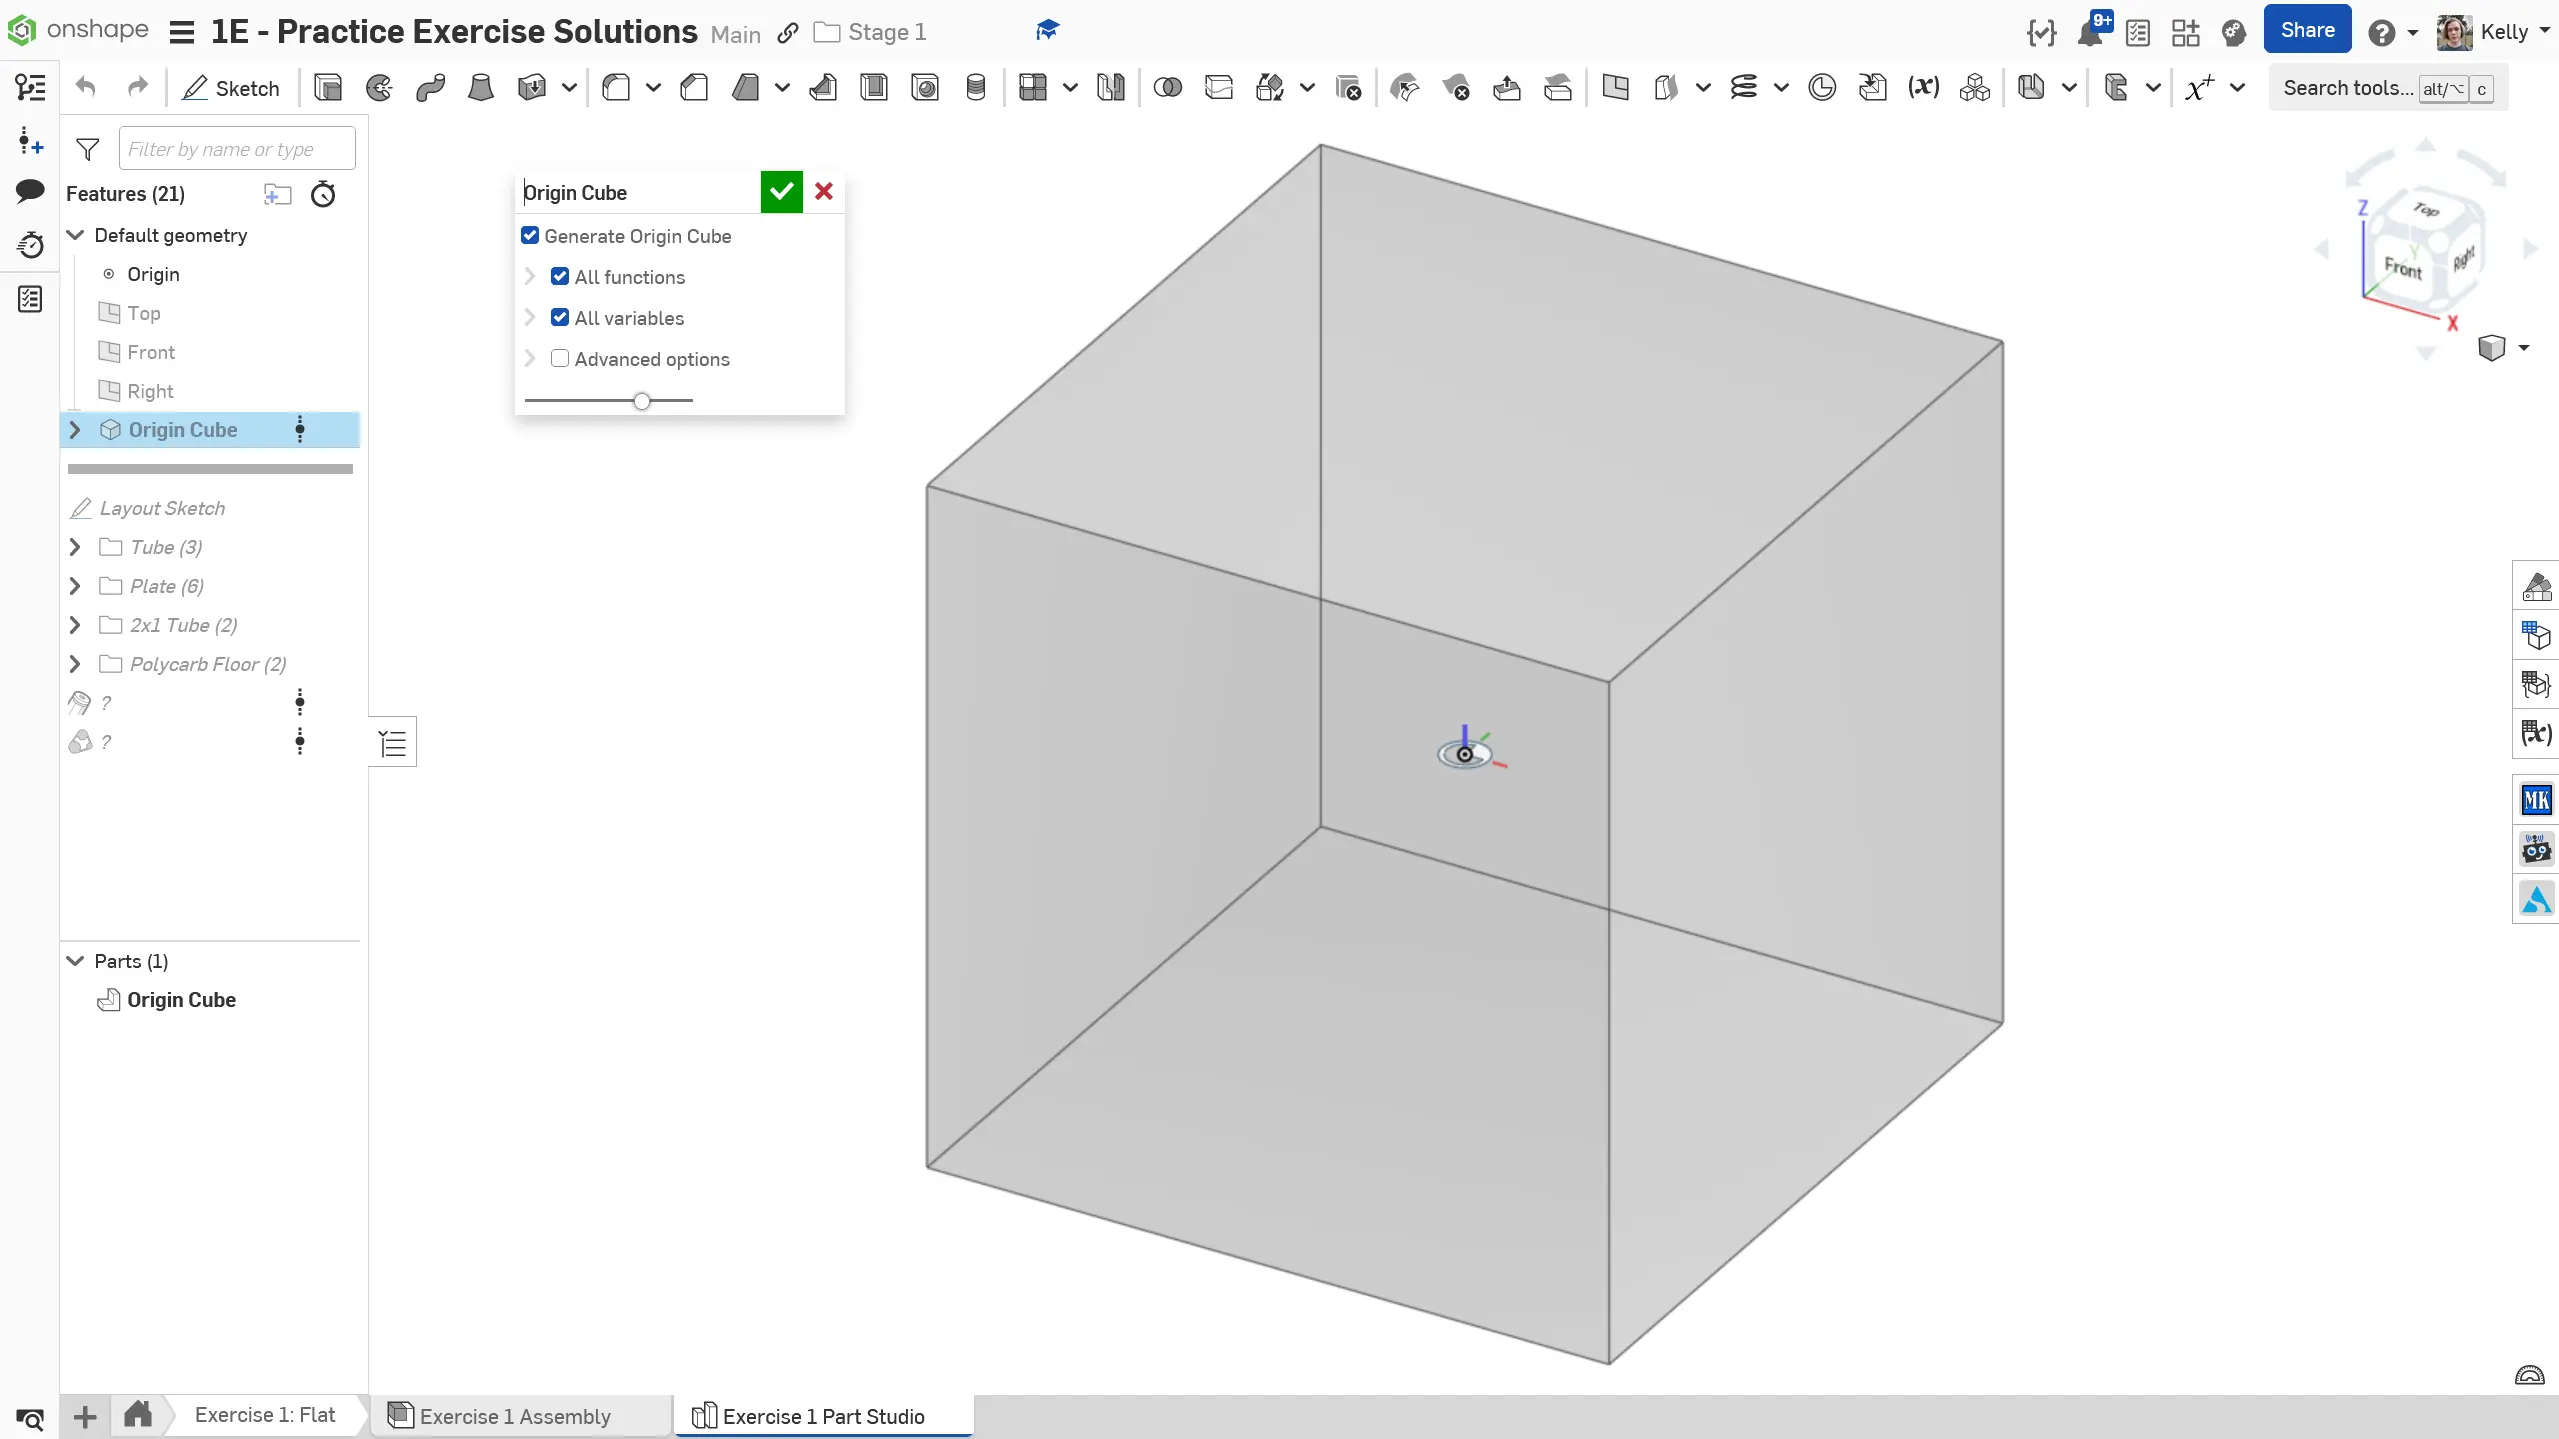 onshape 1E - Practice Exercise Solutions Main Stage 1 9+ Share Kelly
Sketch Search tools... alt/⌥ c
Filter by name or type
Features (21)
Default geometry
Origin
Top
Front
Right
Origin Cube
Layout Sketch
Tube (3)
Plate (6)
2x1 Tube (2)
Polycarb Floor (2)
?
?
Parts (1)
Origin Cube
Origin Cube
Generate Origin Cube
All functions
All variables
Advanced options
Top
Front
Right
Z
Y
X
(x)
(x)
MK
Exercise 1: Flat
Exercise 1 Assembly
Exercise 1 Part Studio